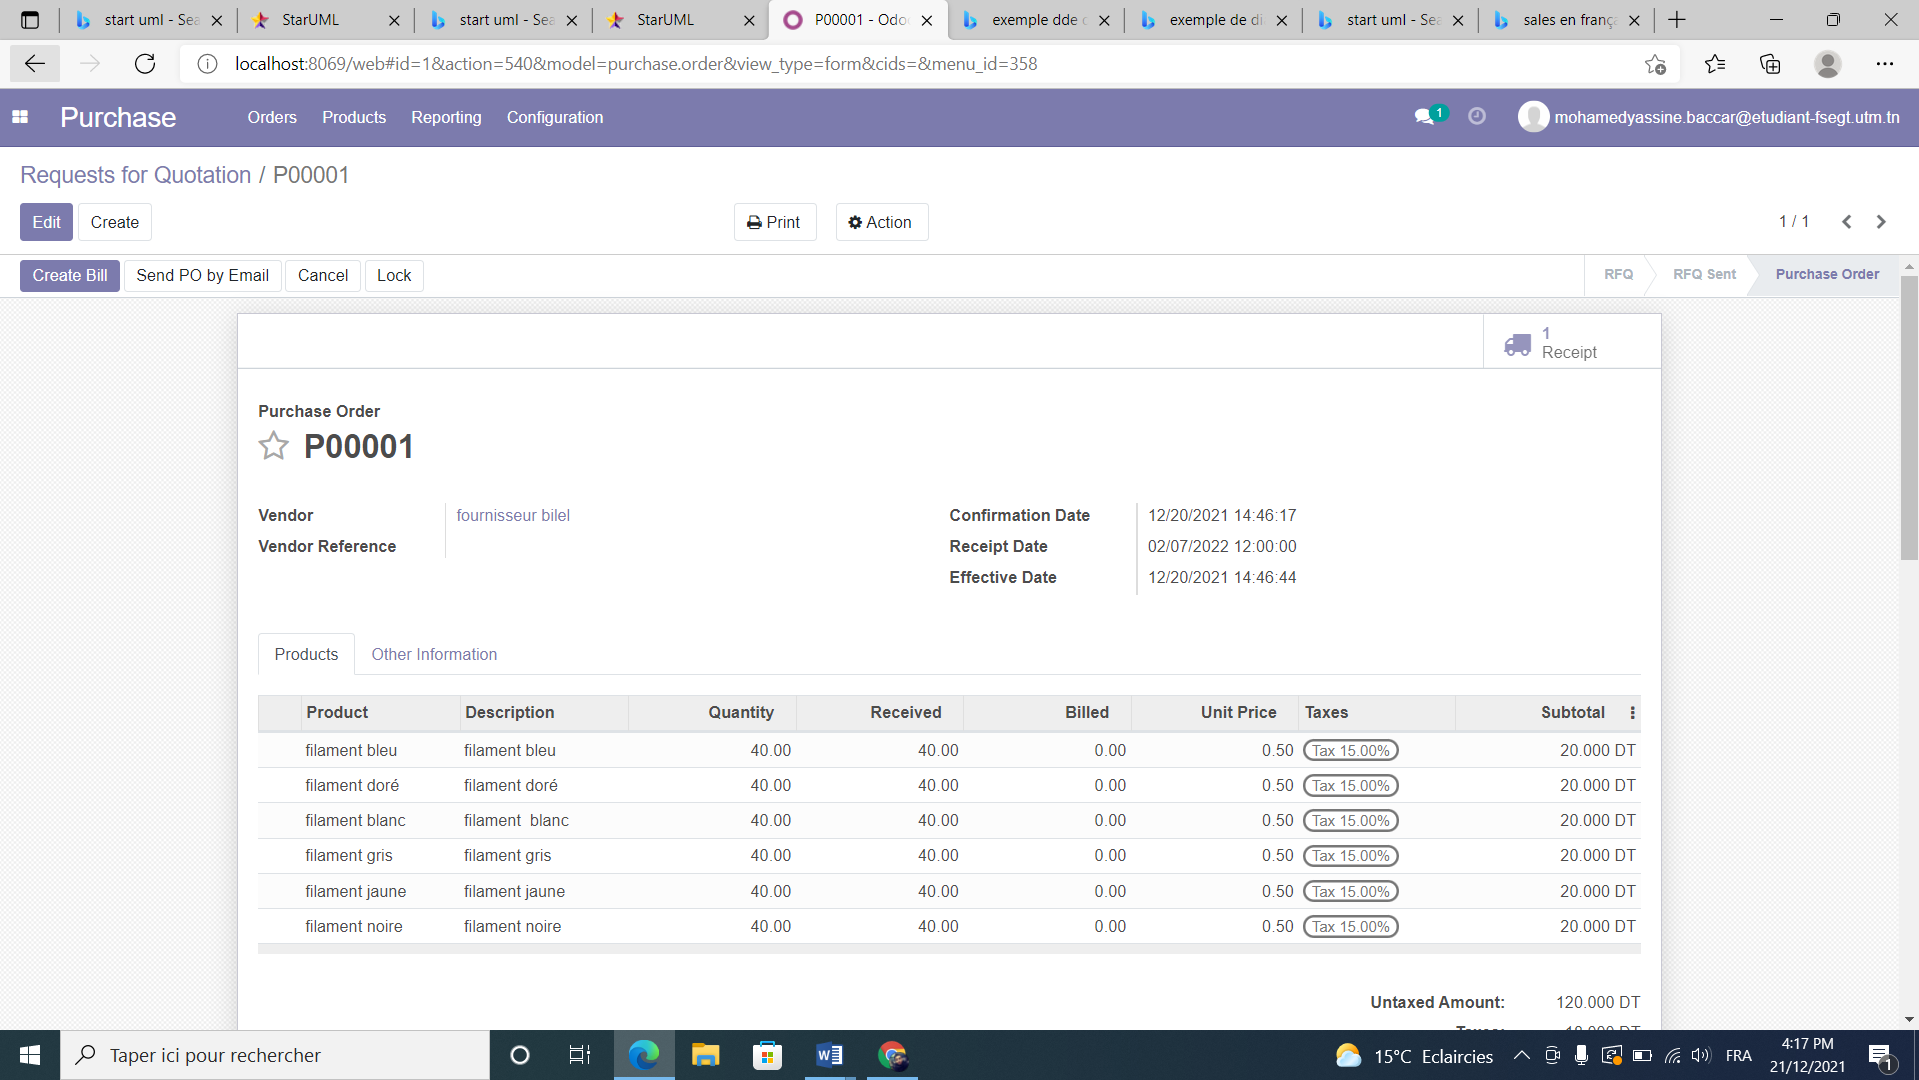 start uml - Sea
StarUML
start uml - Sea
StarUML
P00001 - Odoo
exemple dde
exemple de di
start uml - Sea
sales en franç
localhost:8069/web#id=1&action=540&model=purchase.order&view_type=form&cids=&menu_id=358
Purchase Orders Products Reporting Configuration 1 mohamedyassine.baccar@etudiant-fsegt.utm.tn
Requests for Quotation / P00001
Edit Create Print Action 1 / 1
Create Bill Send PO by Email Cancel Lock RFQ RFQ Sent Purchase Order
1
Receipt
Purchase Order
P00001
Vendor fournisseur bilel Confirmation Date 12/20/2021 14:46:17
Vendor Reference Receipt Date 02/07/2022 12:00:00
Effective Date 12/20/2021 14:46:44
Products Other Information
Product Description Quantity Received Billed Unit Price Taxes Subtotal
filament bleu filament bleu 40.00 40.00 0.00 0.50 Tax 15.00% 20.000 DT
filament doré filament doré 40.00 40.00 0.00 0.50 Tax 15.00% 20.000 DT
filament blanc filament  blanc 40.00 40.00 0.00 0.50 Tax 15.00% 20.000 DT
filament gris filament gris 40.00 40.00 0.00 0.50 Tax 15.00% 20.000 DT
filament jaune filament jaune 40.00 40.00 0.00 0.50 Tax 15.00% 20.000 DT
filament noire filament noire 40.00 40.00 0.00 0.50 Tax 15.00% 20.000 DT
Untaxed Amount: 120.000 DT
Taper ici pour rechercher
15°C Eclaircies FRA
4:17 PM
21/12/2021
1